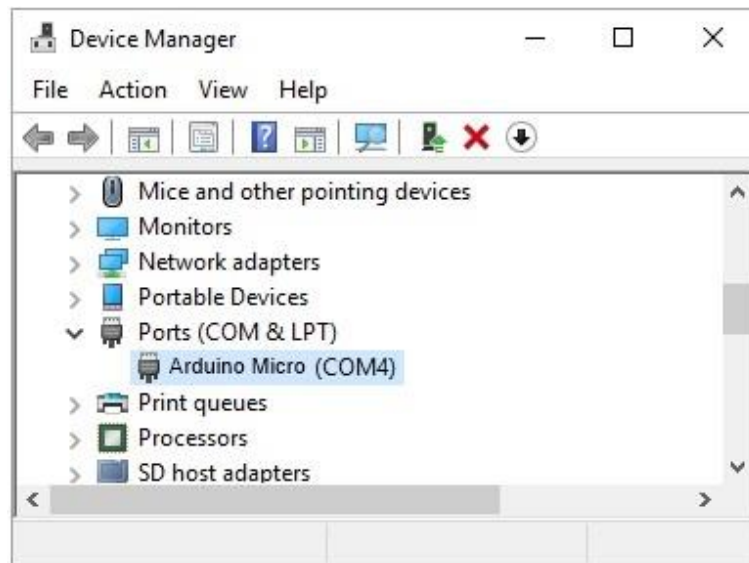 Device Manager
File Action View Help
Mice and other pointing devices
Monitors
Network adapters
Portable Devices
Ports (COM & LPT)
Arduino Micro (COM4)
Print queues
Processors
SD host adapters